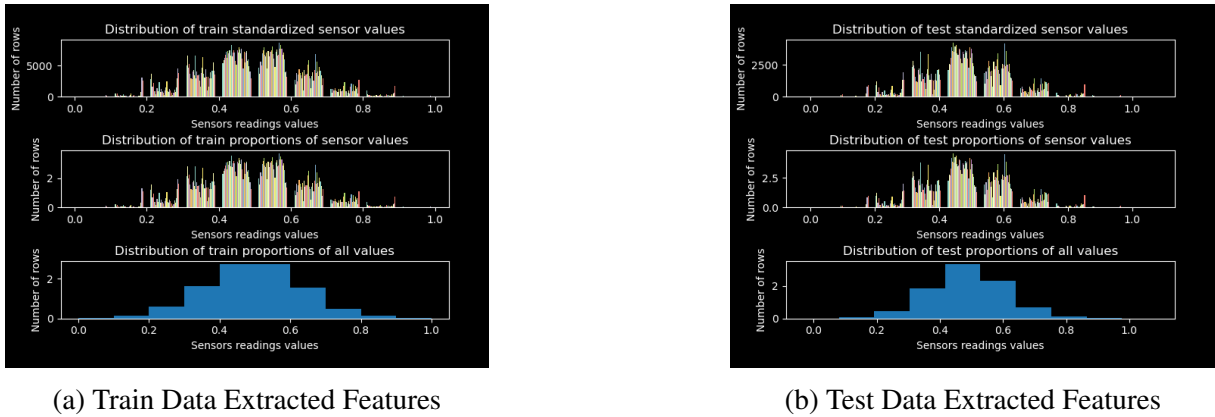 Distribution of train standardized sensor values
Number of rows
5000
0
0.0 0.2 0.4 0.6 0.8 1.0
Sensors readings values
Distribution of train proportions of sensor values
Number of rows
2
0
0.0 0.2 0.4 0.6 0.8 1.0
Sensors readings values
Distribution of train proportions of all values
Number of rows
2
0
0.0 0.2 0.4 0.6 0.8 1.0
Sensors readings values
(a) Train Data Extracted Features
Distribution of test standardized sensor values
Number of rows
2500
0
0.0 0.2 0.4 0.6 0.8 1.0
Sensors readings values
Distribution of test proportions of sensor values
Number of rows
2.5
0.0
0.0 0.2 0.4 0.6 0.8 1.0
Sensors readings values
Distribution of test proportions of all values
Number of rows
2
0
0.0 0.2 0.4 0.6 0.8 1.0
Sensors readings values
(b) Test Data Extracted Features